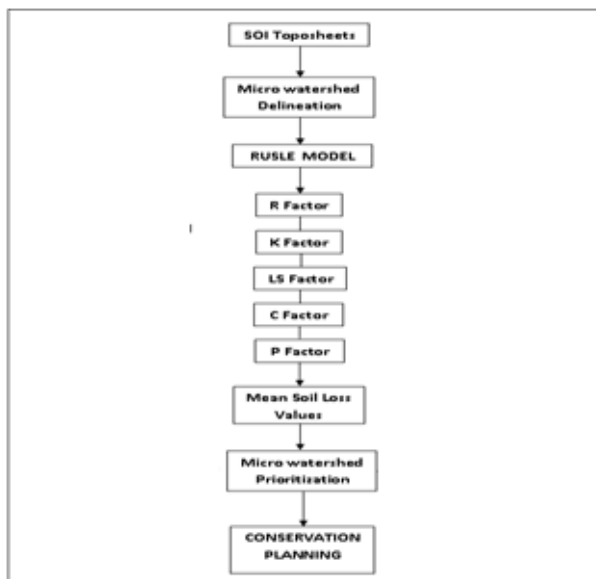 SOI Toposheets
Micro watershed
Delineation
RUSLE MODEL
R Factor
K Factor
LS Factor
C Factor
P Factor
Mean Soil Loss
Values
Micro watershed
Prioritization
CONSERVATION
PLANNING